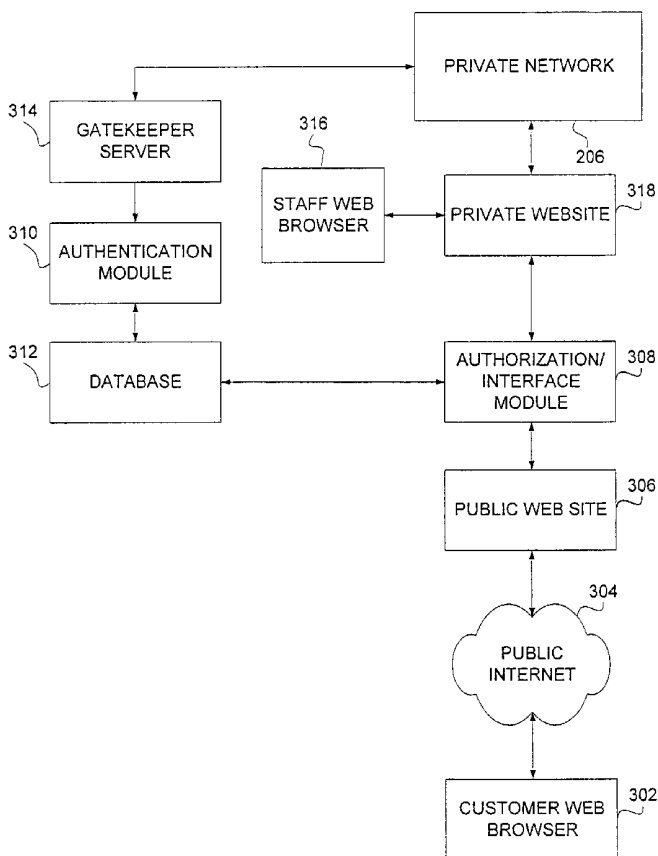 PRIVATE NETWORK
206
314
GATEKEEPER
SERVER
316
STAFF WEB
BROWSER
318
PRIVATE WEBSITE
310
AUTHENTICATION
MODULE
312
DATABASE
AUTHORIZATION/
INTERFACE
MODULE
308
PUBLIC WEB SITE
306
304
PUBLIC
INTERNET
CUSTOMER WEB
BROWSER
302